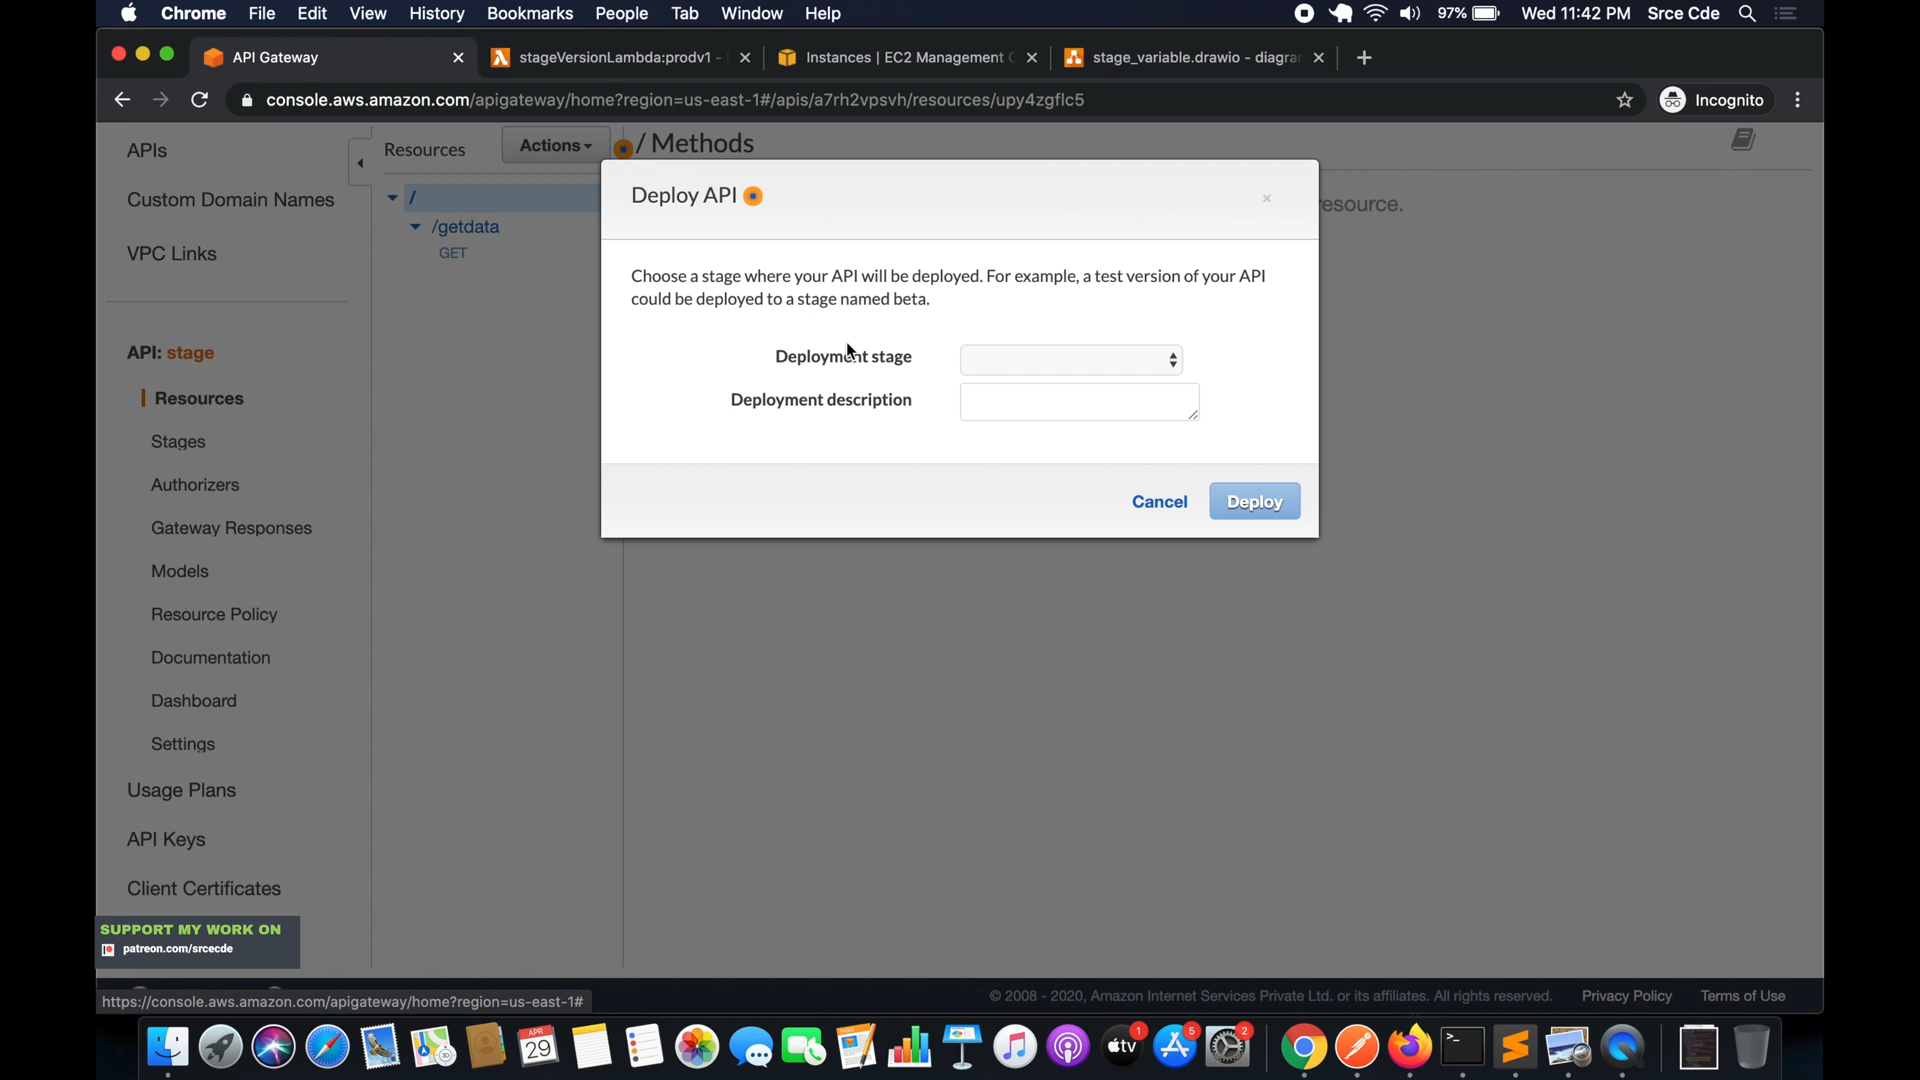 Chrome File Edit View History Bookmarks People Tab Window Help 97% Wed 11:42 PM Srce Cde
API Gateway stageVersionLambda:prodv1 - Instances | EC2 Management stage_variable.drawio - diagra
console.aws.amazon.com/apigateway/home?region=us-east-1#/apis/a7rh2vpsvh/resources/upy4zgflc5 Incognito
APIs
Custom Domain Names
VPC Links
API: stage
Resources
Stages
Authorizers
Gateway Responses
Models
Resource Policy
Documentation
Dashboard
Settings
Usage Plans
API Keys
Client Certificates
Resources Actions
/
/getdata
GET
/ Methods
esource.
Deploy API
×
Choose a stage where your API will be deployed. For example, a test version of your API
could be deployed to a stage named beta.
Deployment stage
Deployment description
Cancel Deploy
SUPPORT MY WORK ON
patreon.com/srcecde
https://console.aws.amazon.com/apigateway/home?region=us-east-1#
© 2008 - 2020, Amazon Internet Services Private Ltd. or its affiliates. All rights reserved. Privacy Policy Terms of Use
APR
29
3D
tv
1
5
2
>_